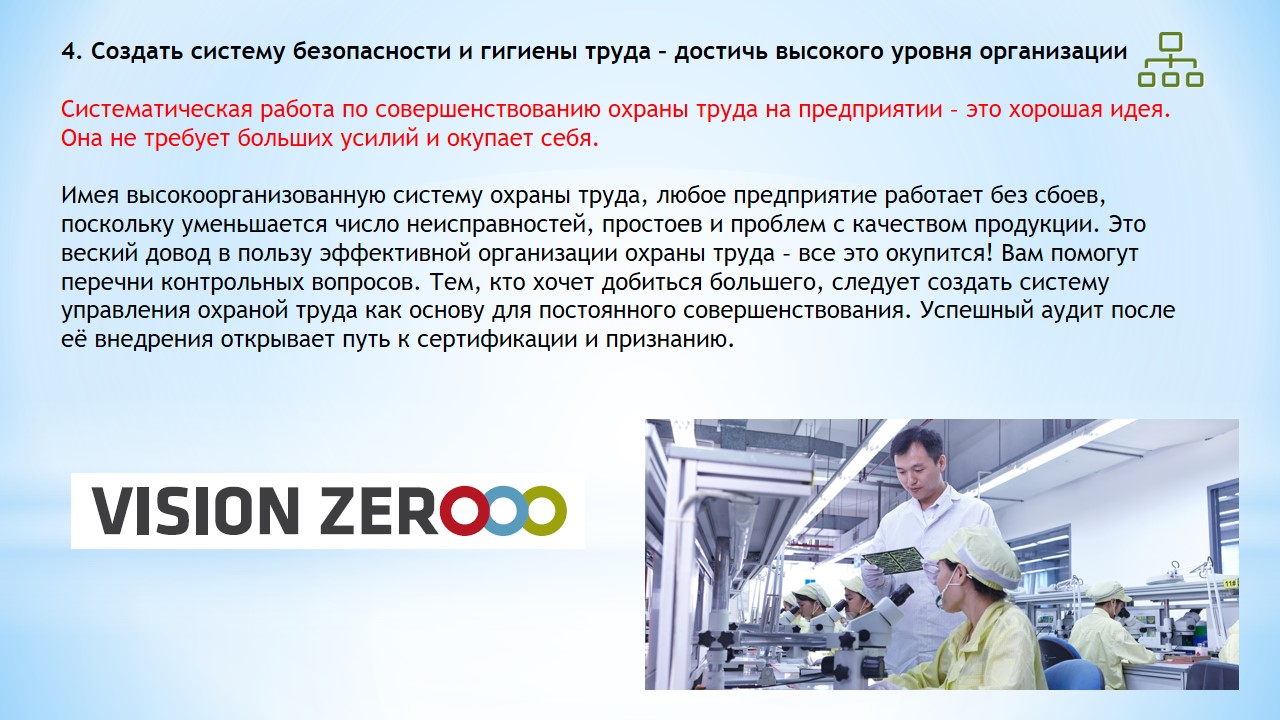 4. Создать систему безопасности и гигиены труда – достичь высокого уровня организации
Систематическая работа по совершенствованию охраны труда на предприятии – это хорошая идея.
Она не требует больших усилий и окупает себя.
Имея высокоорганизованную систему охраны труда, любое предприятие работает без сбоев,
поскольку уменьшается число неисправностей, простоев и проблем с качеством продукции. Это
веский довод в пользу эффективной организации охраны труда – все это окупится! Вам помогут
перечни контрольных вопросов. Тем, кто хочет добиться большего, следует создать систему
управления охраной труда как основу для постоянного совершенствования. Успешный аудит после
её внедрения открывает путь к сертификации и признанию.
VISION ZERO